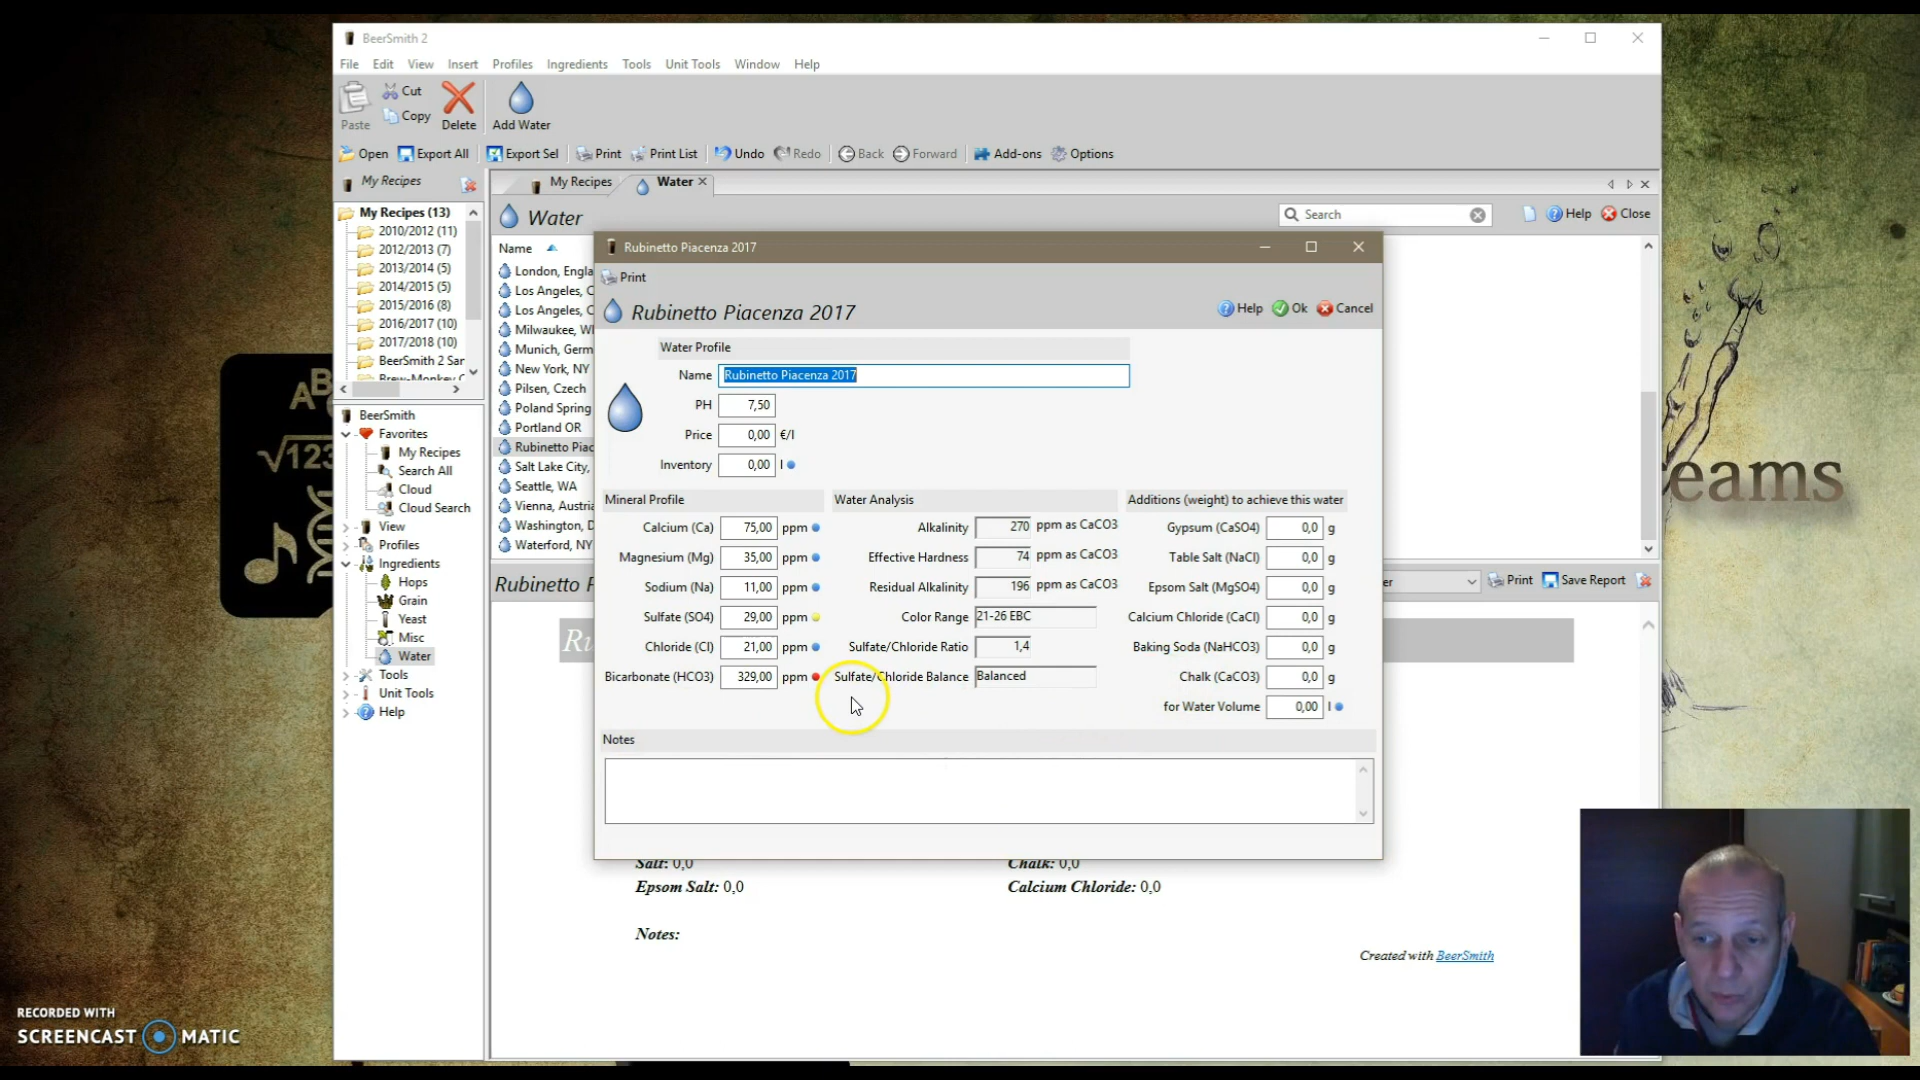 BeerSmith 2
File Edit View Insert Profiles Ingredients Tools Unit Tools Window Help
Paste Cut Copy Delete Add Water
Open Export All Export Sel Print Print List Undo Redo Back Forward Add-ons Options
My Recipes
My Recipes (13)
2010/2012 (11)
2012/2013 (7)
2013/2014 (5)
2014/2015 (5)
2015/2016 (8)
2016/2017 (10)
2017/2018 (10)
BeerSmith 2 Sar
Brew-Monkey C
BeerSmith
Favorites
My Recipes
Search All
Cloud
Cloud Search
View
Profiles
Ingredients
Hops
Grain
Yeast
Misc
Water
Tools
Unit Tools
Help
My Recipes Water
Water Search Help Close
Name
London, Engla
Los Angeles, C
Los Angeles, C
Milwaukee, WI
Munich, Germ
New York, NY
Pilsen, Czech
Poland Spring
Portland OR
Rubinetto Piac
Salt Lake City,
Seattle, WA
Vienna, Austria
Washington, D
Waterford, NY
Rubinetto Piacenza 2017
Print
Rubinetto Piacenza 2017 Help Ok Cancel
Water Profile
Name Rubinetto Piacenza 2017
PH 7,50
Price 0,00 €/l
Inventory 0,00 l
Mineral Profile Water Analysis Additions (weight) to achieve this water
Calcium (Ca) 75,00 ppm Alkalinity 270 ppm as CaCO3 Gypsum (CaSO4) 0,0 g
Magnesium (Mg) 35,00 ppm Effective Hardness 74 ppm as CaCO3 Table Salt (NaCl) 0,0 g
Sodium (Na) 11,00 ppm Residual Alkalinity 196 ppm as CaCO3 Epsom Salt (MgSO4) 0,0 g
Sulfate (SO4) 29,00 ppm Color Range 21-26 EBC Calcium Chloride (CaCl) 0,0 g
Chloride (Cl) 21,00 ppm Sulfate/Chloride Ratio 1,4 Baking Soda (NaHCO3) 0,0 g
Bicarbonate (HCO3) 329,00 ppm Sulfate/Chloride Balance Balanced Chalk (CaCO3) 0,0 g
for Water Volume 0,00 l
Notes
Rubinetto P er Print Save Report
Ru
Salt: 0,0 Chalk: 0,0
Epsom Salt: 0,0 Calcium Chloride: 0,0
Notes:
Created with BeerSmith
AB
√123
eams
RECORDED WITH
SCREENCAST MATIC